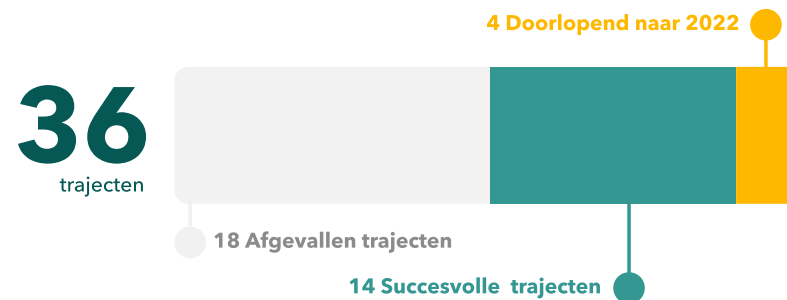 4 Doorlopend naar 2022
36
trajecten
18 Afgevallen trajecten
14 Succesvolle  trajecten